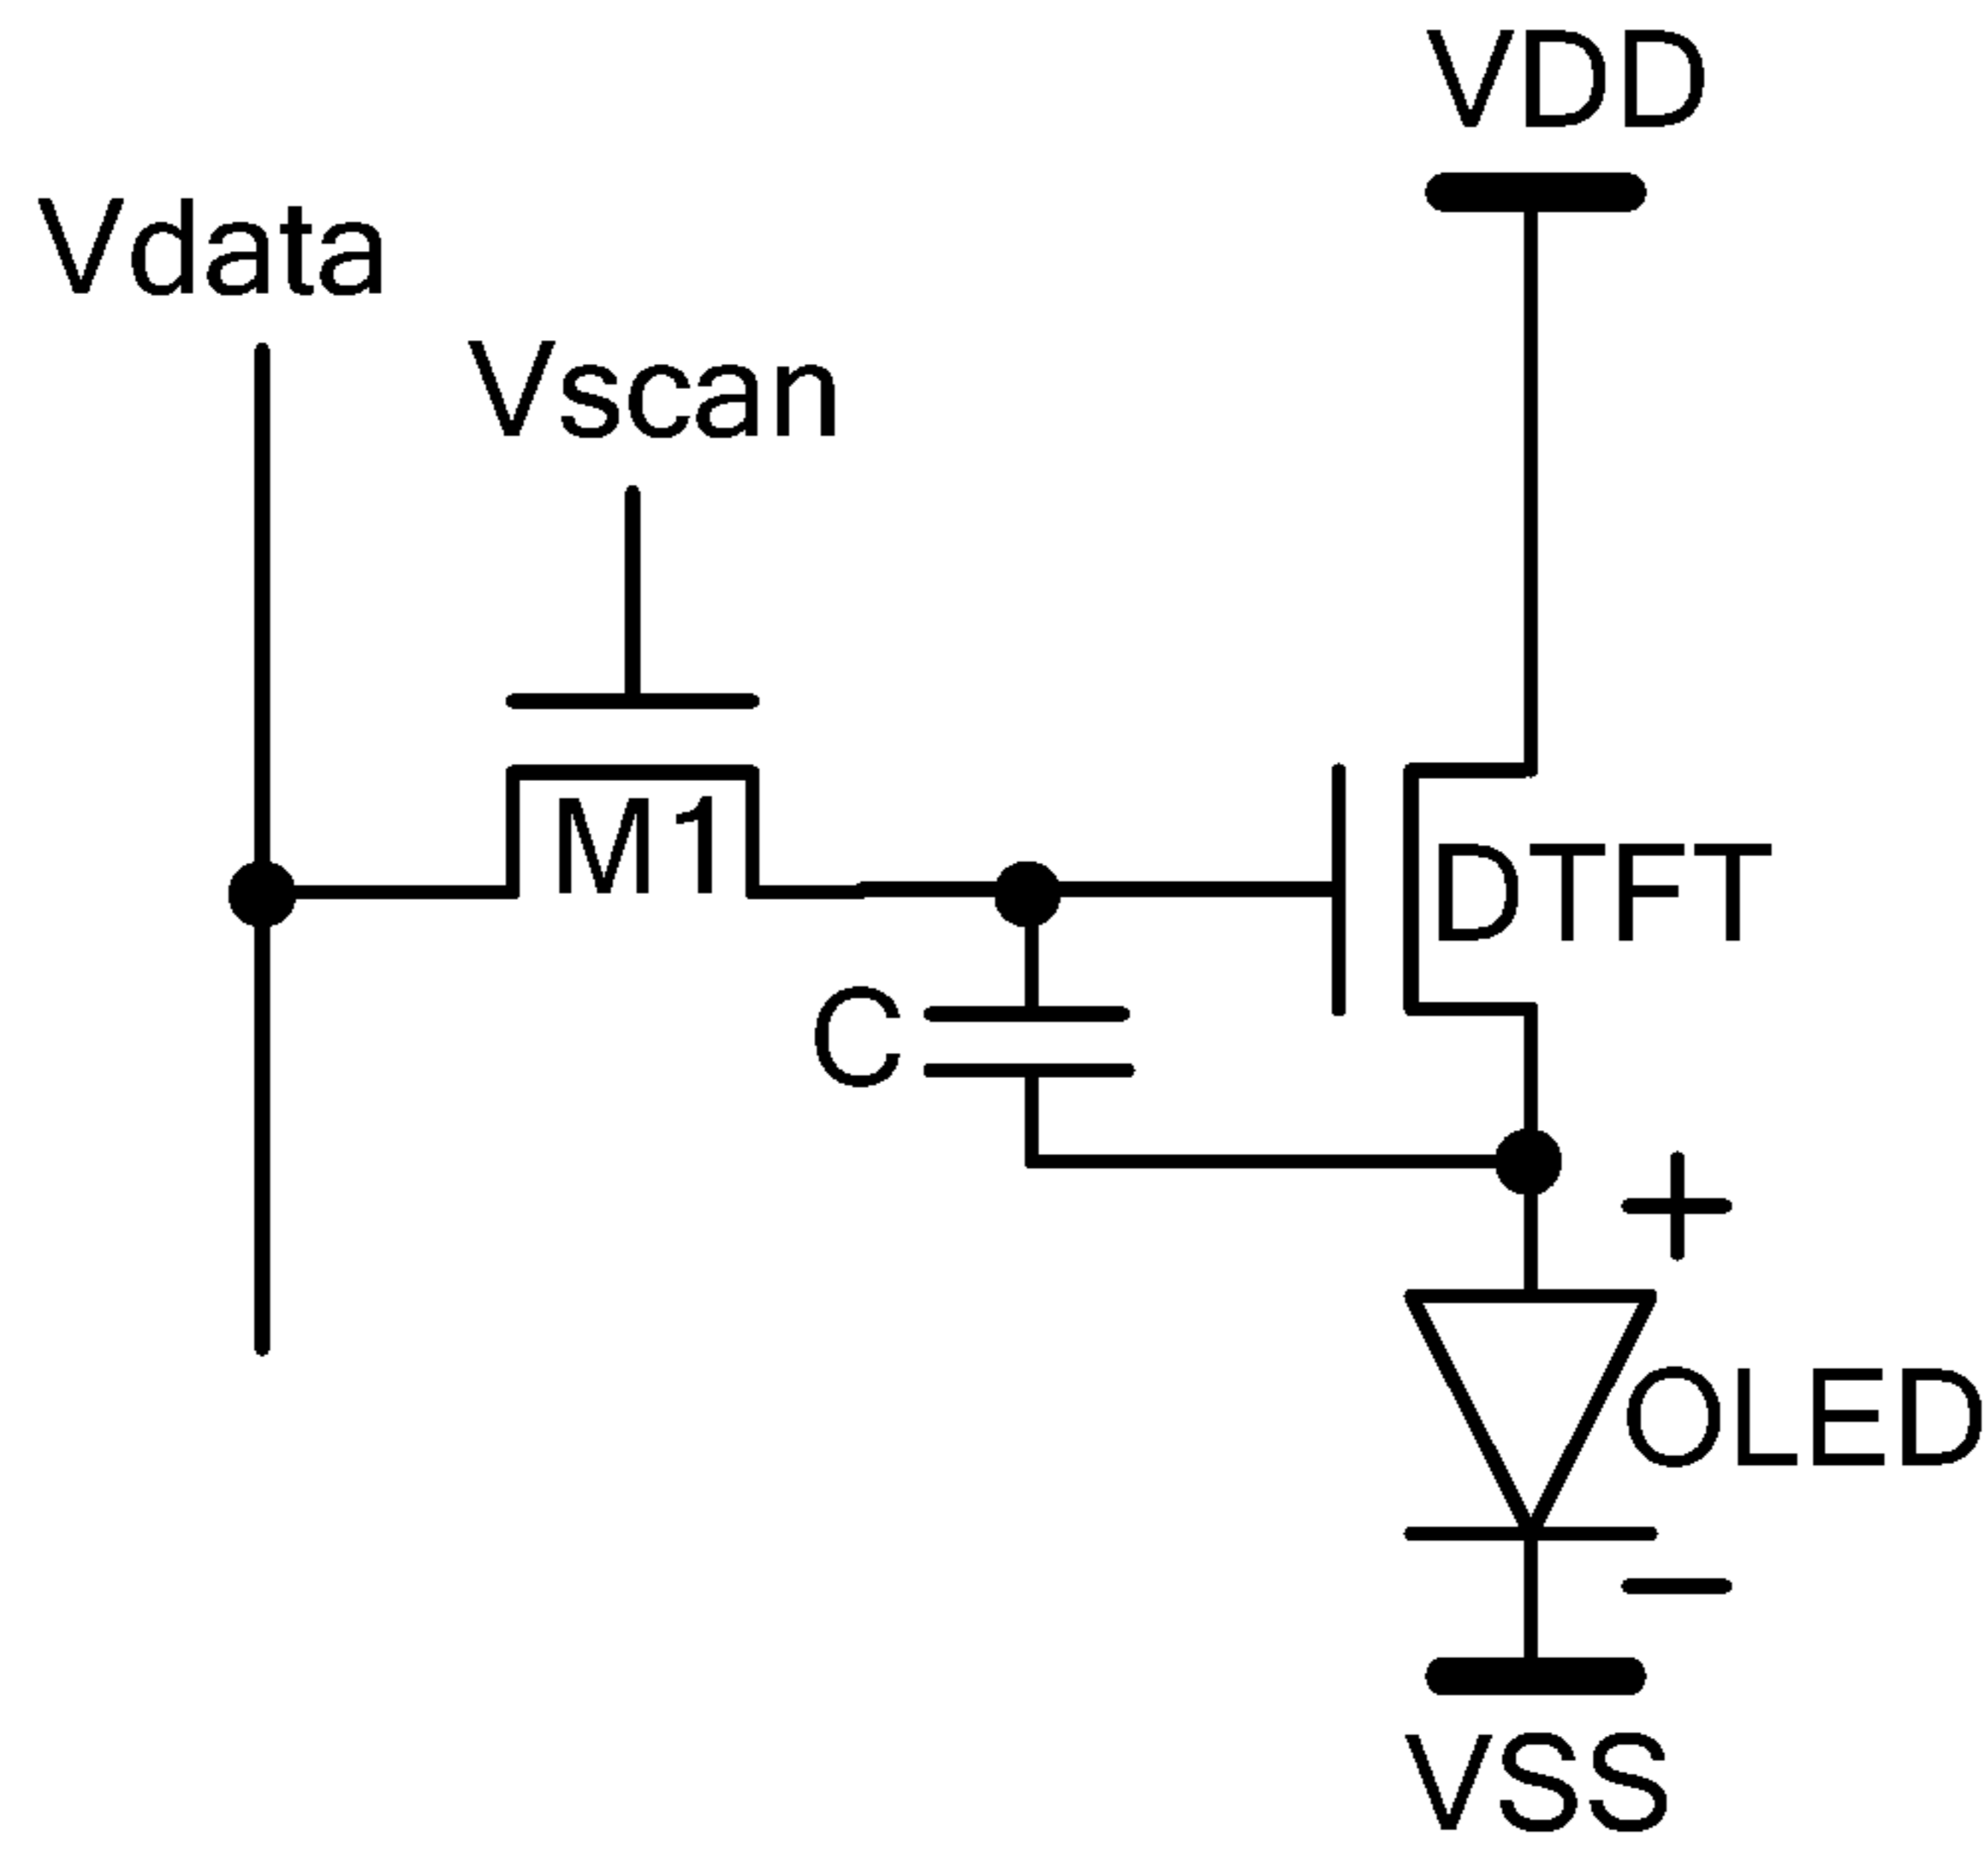 VDD
Vdata
Vscan
M1
DTFT
C
+
OLED
−
VSS